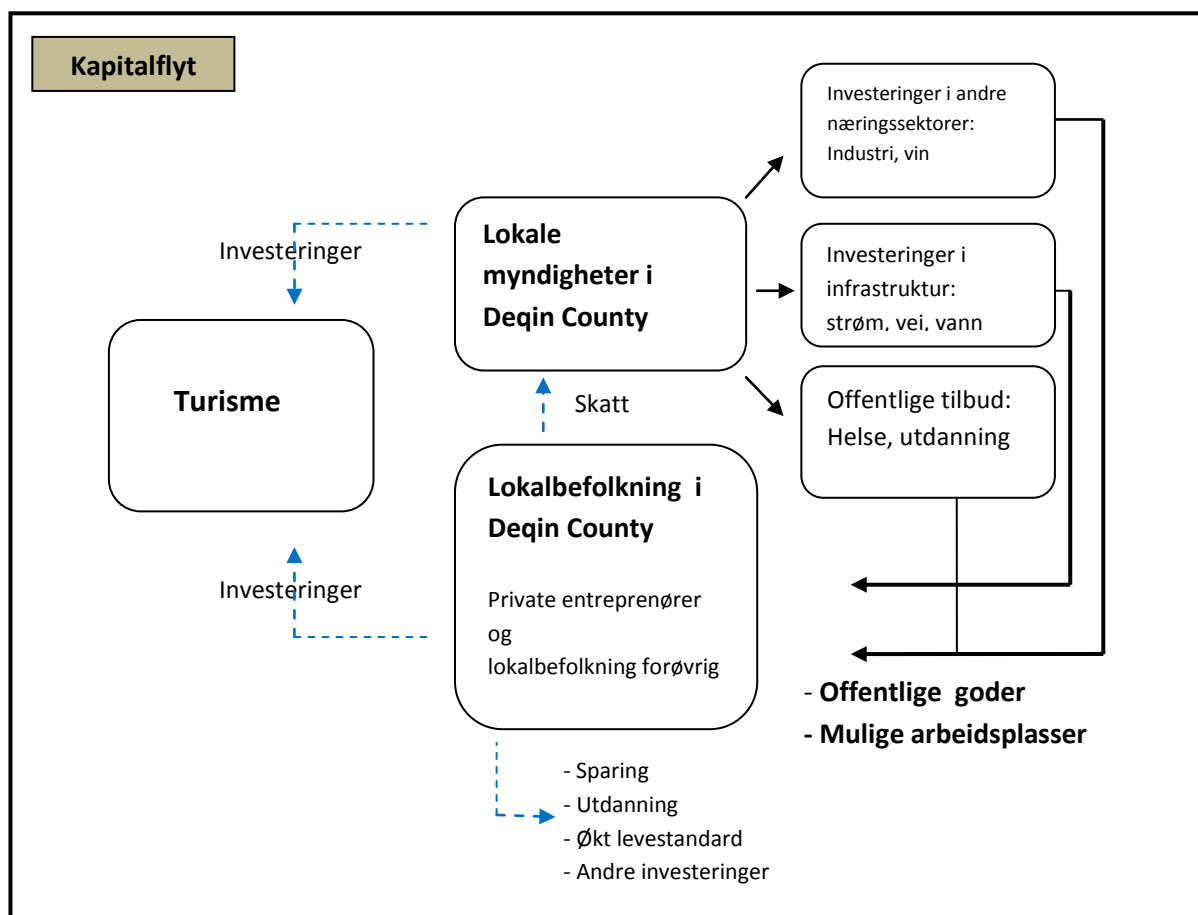 Kapitalflyt
Investeringer i andre
næringssektorer:
Industri, vin
Investeringer
Lokale
myndigheter i
Deqin County
Investeringer i
infrastruktur:
strøm, vei, vann
Turisme
Skatt
Offentlige tilbud:
Helse, utdanning
Lokalbefolkning i
Deqin County
Investeringer
Private entreprenører
og
lokalbefolkning forøvrig
- Offentlige goder
- Mulige arbeidsplasser
- Sparing
- Utdanning
- Økt levestandard
- Andre investeringer